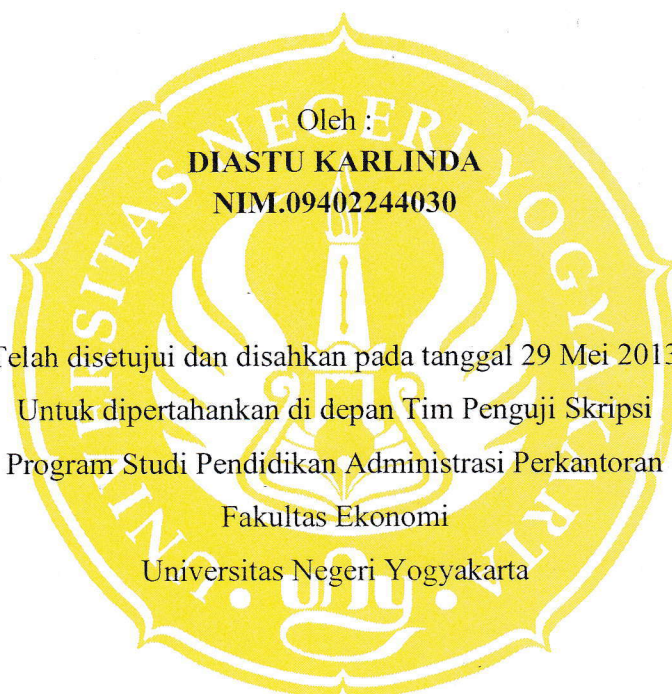 Oleh :
DIASTU KARLINDA
NIM.09402244030
Telah disetujui dan disahkan pada tanggal 29 Mei 2013
Untuk dipertahankan di depan Tim Penguji Skripsi
Program Studi Pendidikan Administrasi Perkantoran
Fakultas Ekonomi
Universitas Negeri Yogyakarta
UNIVERSITAS NEGERI YOGYAKARTA
uny